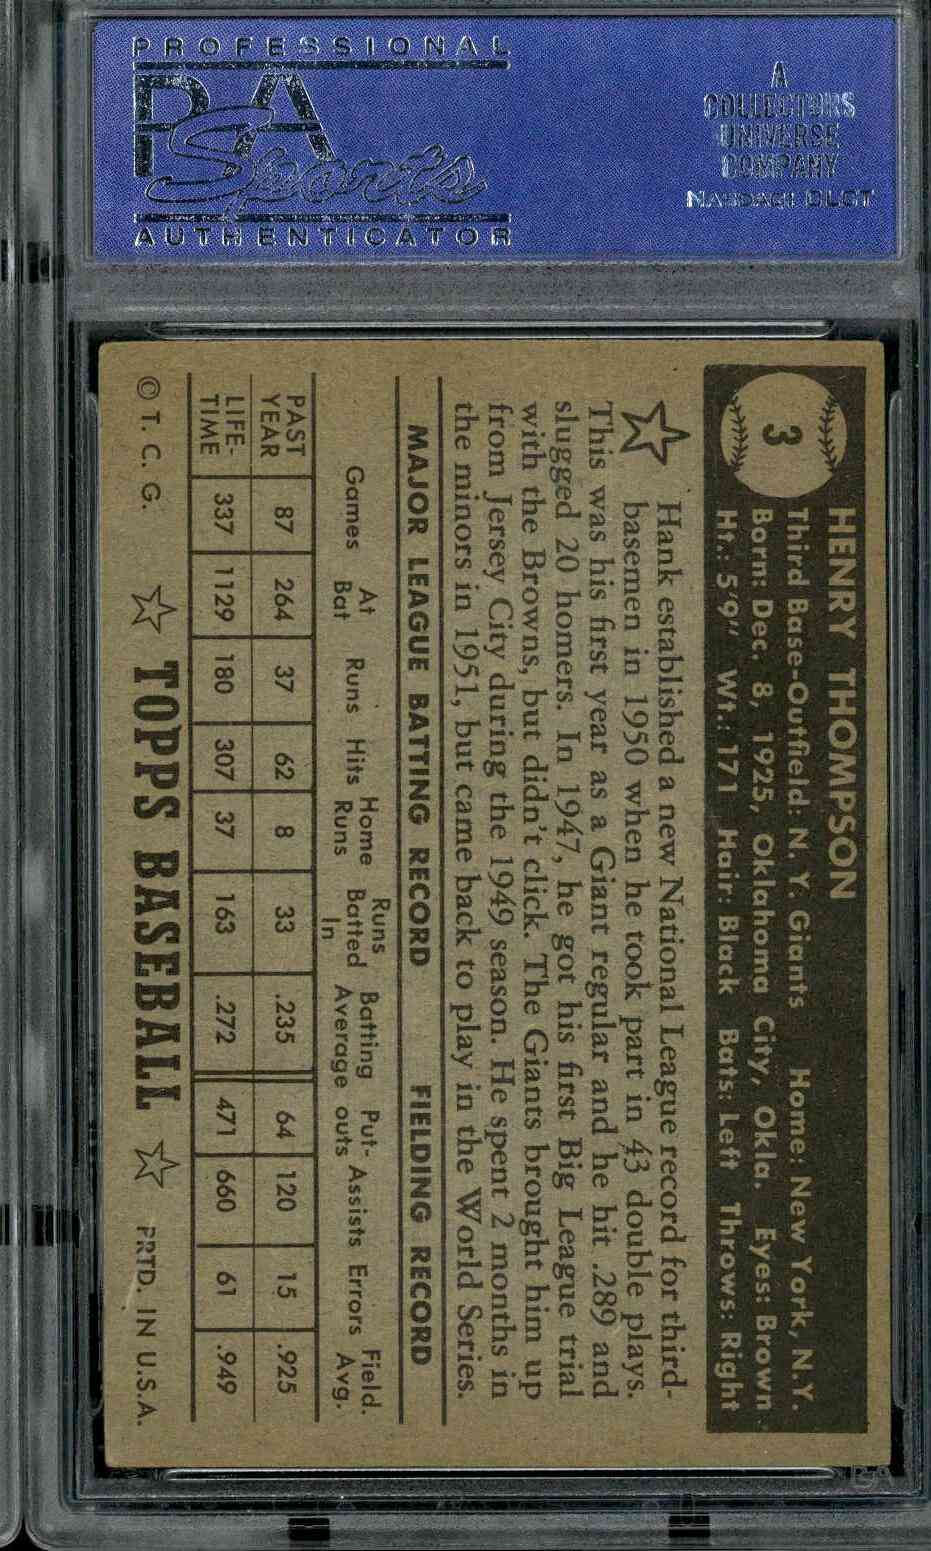 PROFESSIONAL
PSA
Sports
AUTHENTICATOR
A
COLLECTORS
UNIVERSE
COMPANY
NASDAQ: CLCT
3
HENRY THOMPSON
Third Base-Outfield: N. Y. Giants Home: New York, N.Y.
Born: Dec. 8, 1925, Oklahoma City, Okla. Eyes: Brown
Ht.: 5'9" Wt.: 171 Hair: Black Bats: Left Throws: Right
Hank established a new National League record for third-
basemen in 1950 when he took part in 43 double plays.
This was his first year as a Giant regular and he hit .289 and
slugged 20 homers. In 1947, he got his first Big League trial
with the Browns, but didn't click. The Giants brought him up
from Jersey City during the 1949 season. He spent 2 months in
the minors in 1951, but came back to play in the World Series.
MAJOR LEAGUE BATTING RECORD FIELDING RECORD
Games At Bat Runs Hits Home Runs Runs Batted In Batting Average Put-outs Assists Errors Field. Avg.
PAST YEAR 87 264 37 62 8 33 .235 64 120 15 .925
LIFE-TIME 337 1129 180 307 37 163 .272 471 660 61 .949
© T. C. G. ☆ TOPPS BASEBALL ☆ PRTD. IN U.S.A.